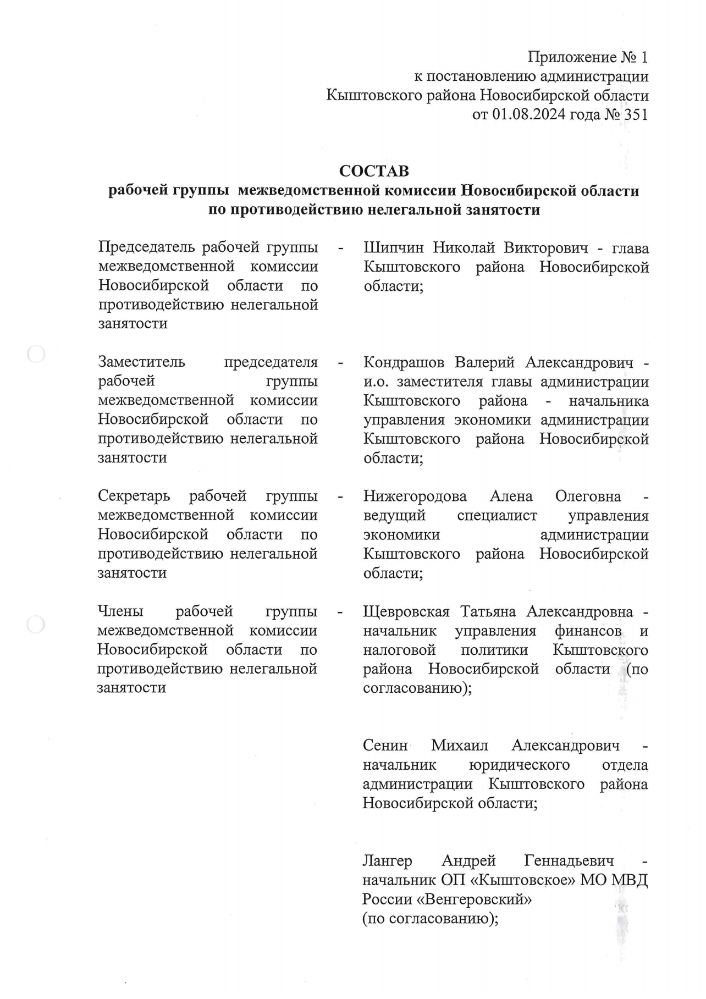 Приложение № 1
к постановлению администрации
Кыштовского района Новосибирской области
от 01.08.2024 года № 351
СОСТАВ
рабочей группы межведомственной комиссии Новосибирской области
по противодействию нелегальной занятости
Председатель рабочей группы - Шипчин Николай Викторович - глава
межведомственной комиссии Кыштовского района Новосибирской
Новосибирской области по области;
противодействию нелегальной
занятости
Заместитель председателя - Кондрашов Валерий Александрович -
рабочей группы и.о. заместителя главы администрации
межведомственной комиссии Кыштовского района - начальника
Новосибирской области по управления экономики администрации
противодействию нелегальной Кыштовского района Новосибирской
занятости области;
Секретарь рабочей группы - Нижегородова Алена Олеговна -
межведомственной комиссии ведущий специалист управления
Новосибирской области по экономики администрации
противодействию нелегальной Кыштовского района Новосибирской
занятости области;
Члены рабочей группы - Щевровская Татьяна Александровна -
межведомственной комиссии начальник управления финансов и
Новосибирской области по налоговой политики Кыштовского
противодействию нелегальной района Новосибирской области (по
занятости согласованию);
Сенин Михаил Александрович -
начальник юридического отдела
администрации Кыштовского района
Новосибирской области;
Лангер Андрей Геннадьевич -
начальник ОП «Кыштовское» МО МВД
России «Венгеровский»
(по согласованию);